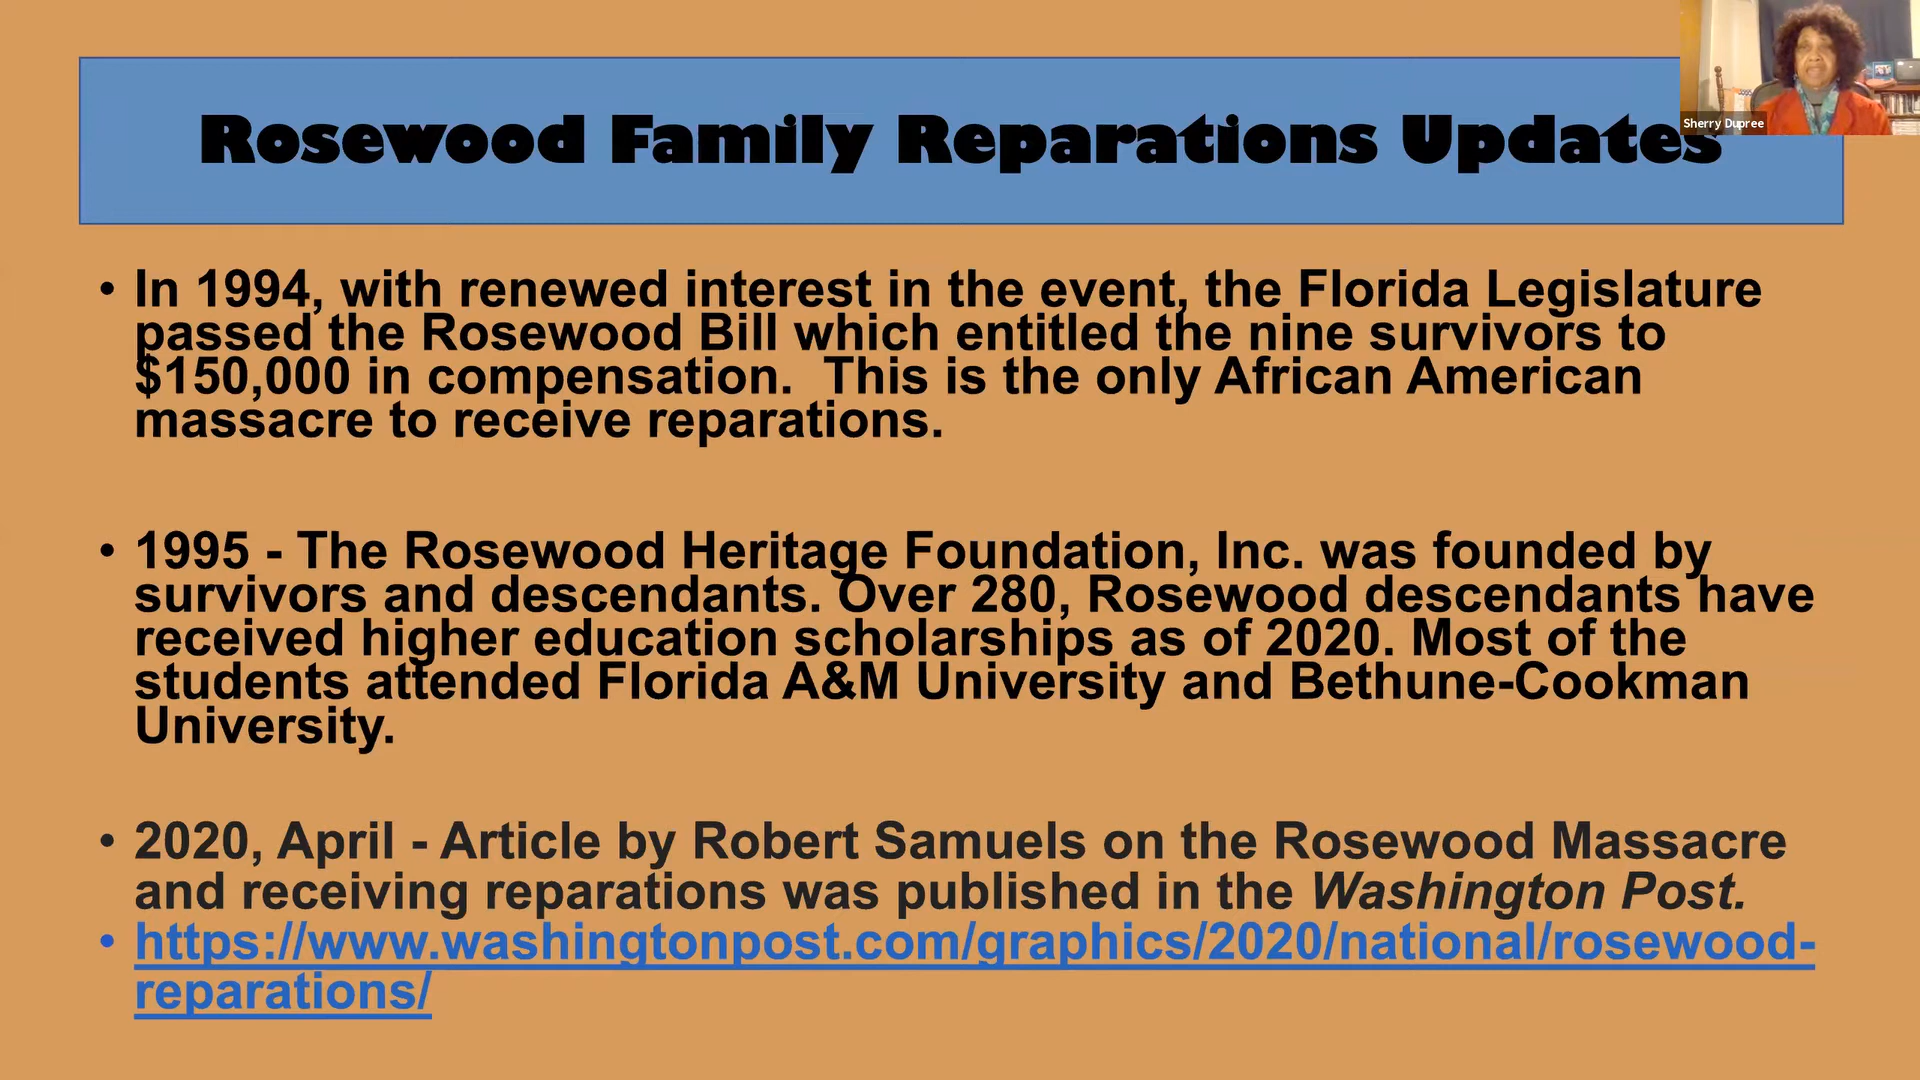 Rosewood Family Reparations Updates
Sherry Dupree
• In 1994, with renewed interest in the event, the Florida Legislature
passed the Rosewood Bill which entitled the nine survivors to
$150,000 in compensation.  This is the only African American
massacre to receive reparations.
• 1995 - The Rosewood Heritage Foundation, Inc. was founded by
survivors and descendants. Over 280, Rosewood descendants have
received higher education scholarships as of 2020. Most of the
students attended Florida A&M University and Bethune-Cookman
University.
• 2020, April - Article by Robert Samuels on the Rosewood Massacre
and receiving reparations was published in the Washington Post.
• https://www.washingtonpost.com/graphics/2020/national/rosewood-
reparations/